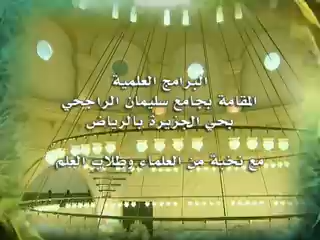 البرامج العلمية
المقامة بجامع سليمان الراجحي
بحي الجزيرة بالرياض
مع نخبة من العلماء وطلاب العلم